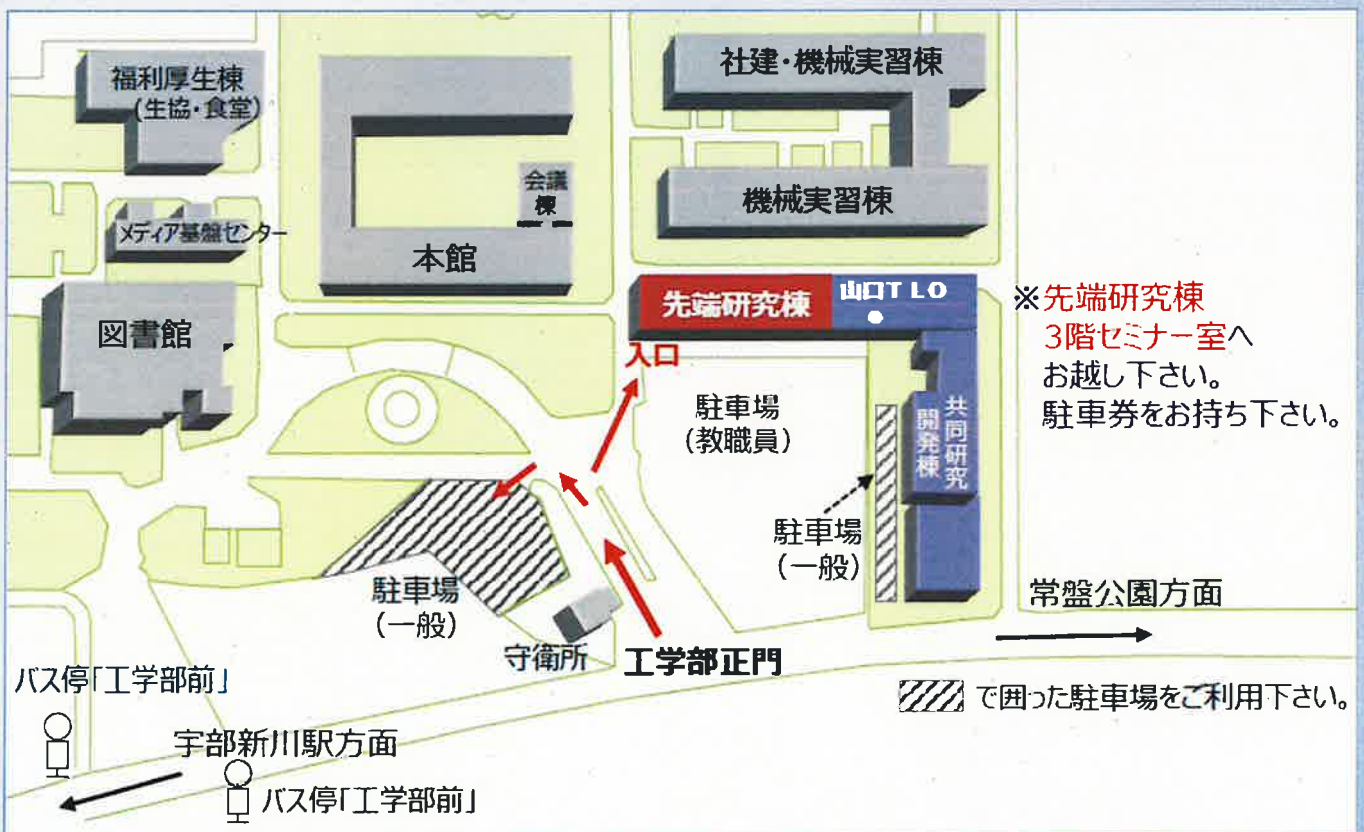 福利厚生棟
(生協・食堂)
社建・機械実習棟
会議
棟
メディア基盤センター
本館
機械実習棟
図書館
先端研究棟
山口TLO
※先端研究棟
3階セミナー室へ
お越し下さい。
駐車券をお持ち下さい。
入口
駐車場
(教職員)
共同研究
開発棟
駐車場
(一般)
駐車場
(一般)
常盤公園方面
守衛所
工学部正門
バス停「工学部前」
で囲った駐車場をご利用下さい。
宇部新川駅方面
バス停「工学部前」